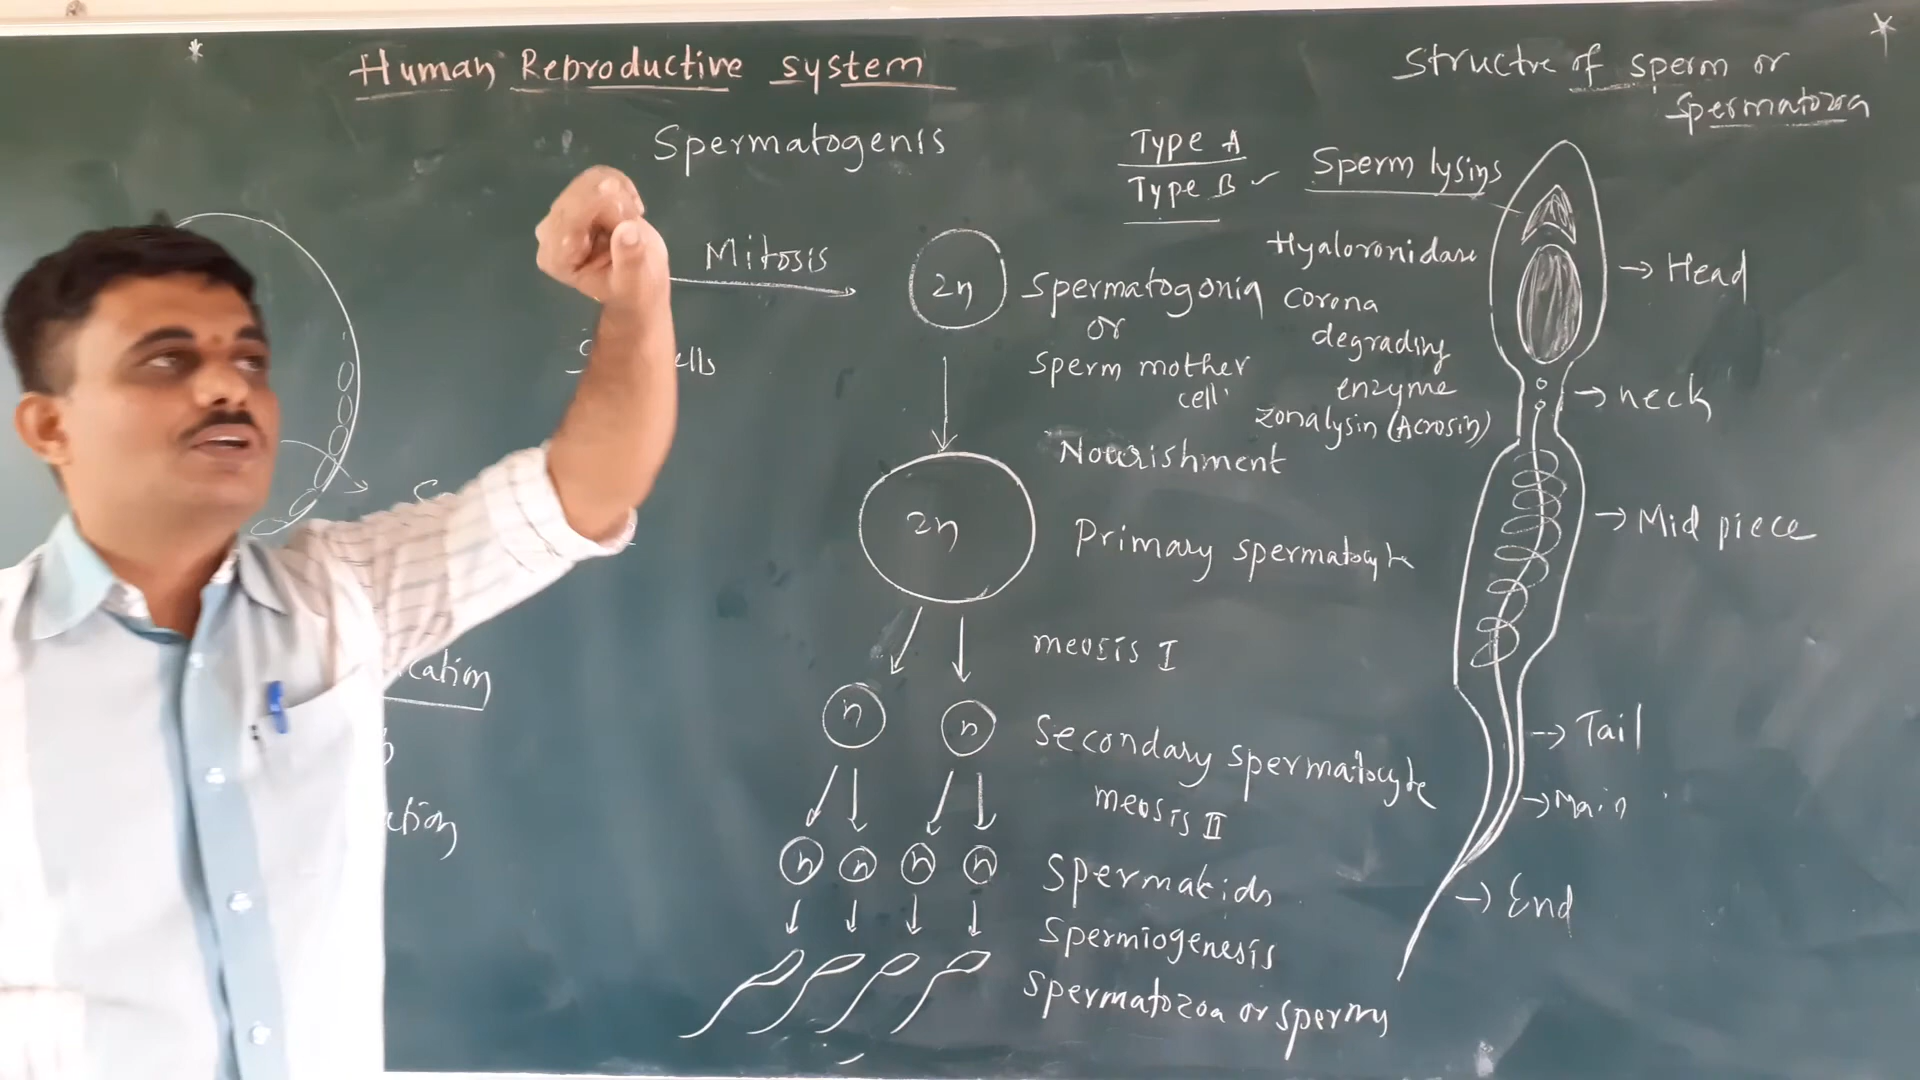 Human Reproductive system
Spermatogenis
Mitosis
2n
Spermatogonia
or
Sperm mother
cell
Nourishment
2n
Primary spermatocyte
meosis I
n n
Secondary spermatocyte
meosis II
n n n n
Spermatids
Spermiogenesis
Spermatozoa or sperms
Type A
Type B
Structre of sperm or
Spermatozoa
Sperm lysins
Hyaloronidase
Corona
degrading
enzyme
Zonalysin (Acrosin)
Head
neck
Mid piece
Tail
Main
End